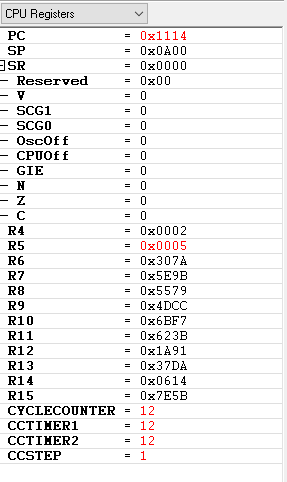 CPU Registers
PC = 0x1114
SP = 0x0A00
SR = 0x0000
Reserved = 0x00
V = 0
SCG1 = 0
SCG0 = 0
OscOff = 0
CPUOff = 0
GIE = 0
N = 0
Z = 0
C = 0
R4 = 0x0002
R5 = 0x0005
R6 = 0x307A
R7 = 0x5E9B
R8 = 0x5579
R9 = 0x4DCC
R10 = 0x6BF7
R11 = 0x623B
R12 = 0x1A91
R13 = 0x37DA
R14 = 0x0614
R15 = 0x7E5B
CYCLECOUNTER = 12
CCTIMER1 = 12
CCTIMER2 = 12
CCSTEP = 1